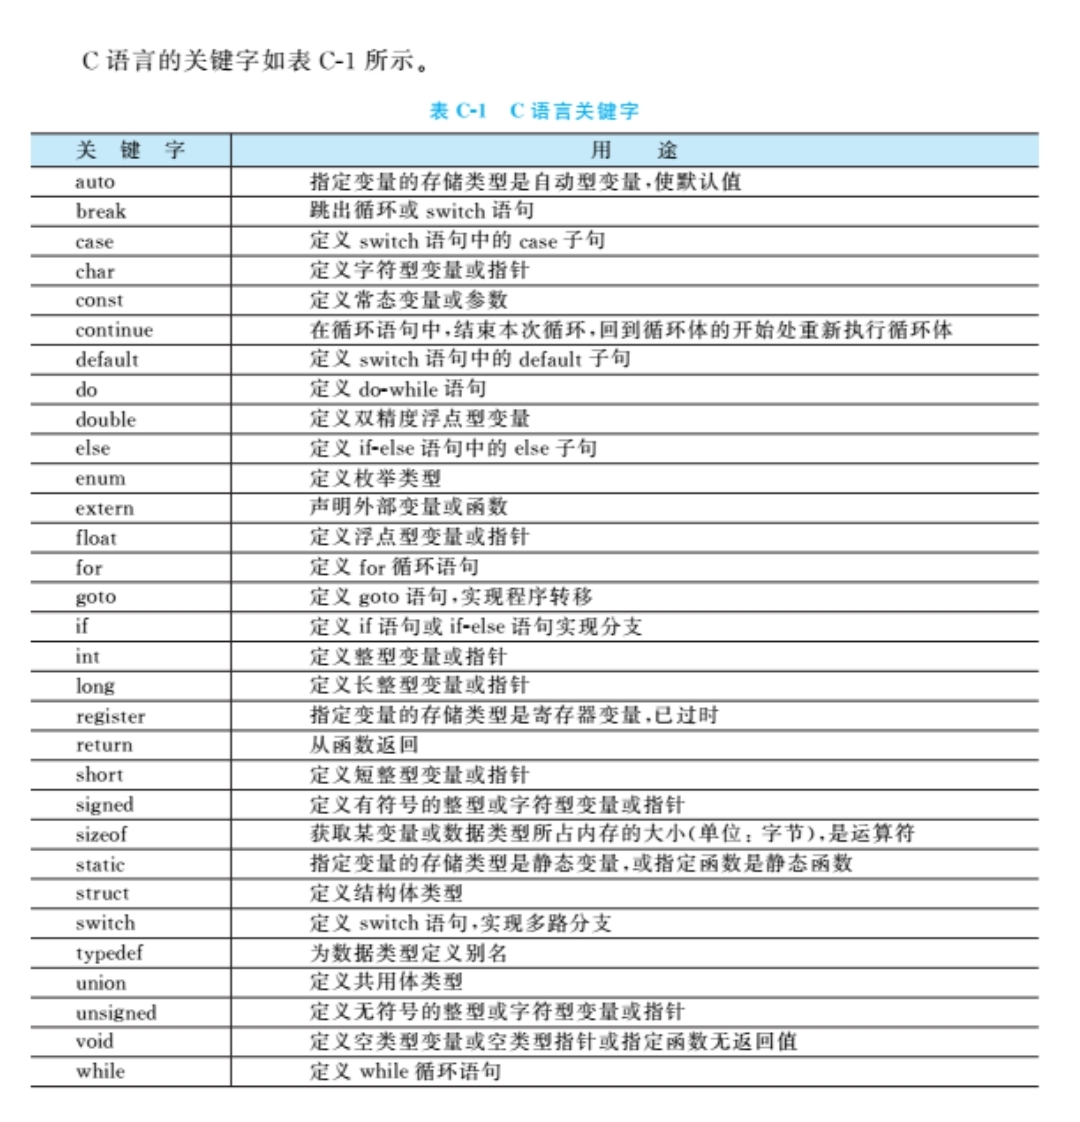 C 语言的关键字如表 C-1 所示。
表 C-1 C 语言关键字
关 键 字 用 途
auto 指定变量的存储类型是自动型变量,使默认值
break 跳出循环或 switch 语句
case 定义 switch 语句中的 case 子句
char 定义字符型变量或指针
const 定义常态变量或参数
continue 在循环语句中,结束本次循环,回到循环体的开始处重新执行循环体
default 定义 switch 语句中的 default 子句
do 定义 do-while 语句
double 定义双精度浮点型变量
else 定义 if-else 语句中的 else 子句
enum 定义枚举类型
extern 声明外部变量或函数
float 定义浮点型变量或指针
for 定义 for 循环语句
goto 定义 goto 语句,实现程序转移
if 定义 if 语句或 if-else 语句实现分支
int 定义整型变量或指针
long 定义长整型变量或指针
register 指定变量的存储类型是寄存器变量,已过时
return 从函数返回
short 定义短整型变量或指针
signed 定义有符号的整型或字符型变量或指针
sizeof 获取某变量或数据类型所占内存的大小(单位：字节),是运算符
static 指定变量的存储类型是静态变量,或指定函数是静态函数
struct 定义结构体类型
switch 定义 switch 语句,实现多路分支
typedef 为数据类型定义别名
union 定义共用体类型
unsigned 定义无符号的整型或字符型变量或指针
void 定义空类型变量或空类型指针或指定函数无返回值
while 定义 while 循环语句